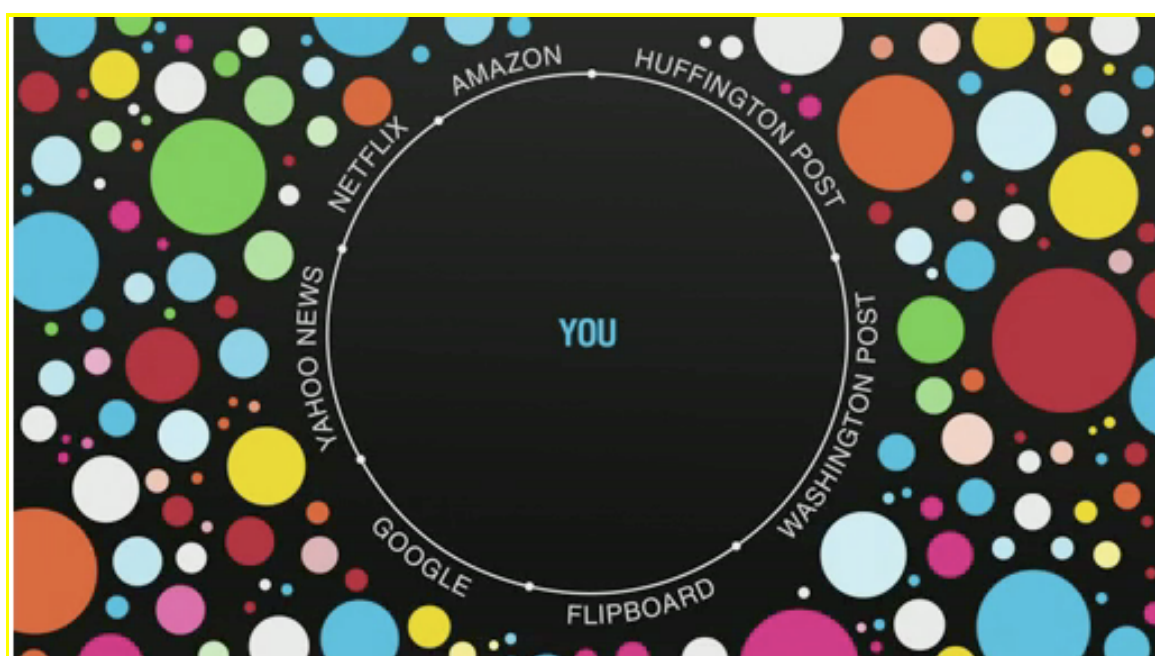 AMAZON
HUFFINGTON POST
NETFLIX
YAHOO NEWS
YOU
WASHINGTON POST
GOOGLE
FLIPBOARD